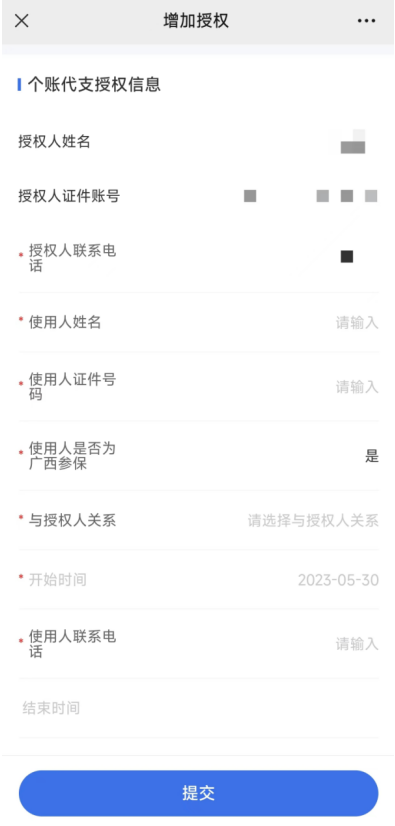 增加授权
个账代支授权信息
授权人姓名
授权人证件账号
* 授权人联系电
话
* 使用人姓名
请输入
* 使用人证件号
码
请输入
* 使用人是否为
广西参保
是
* 与授权人关系
请选择与授权人关系
* 开始时间
2023-05-30
* 使用人联系电
话
请输入
结束时间
提交